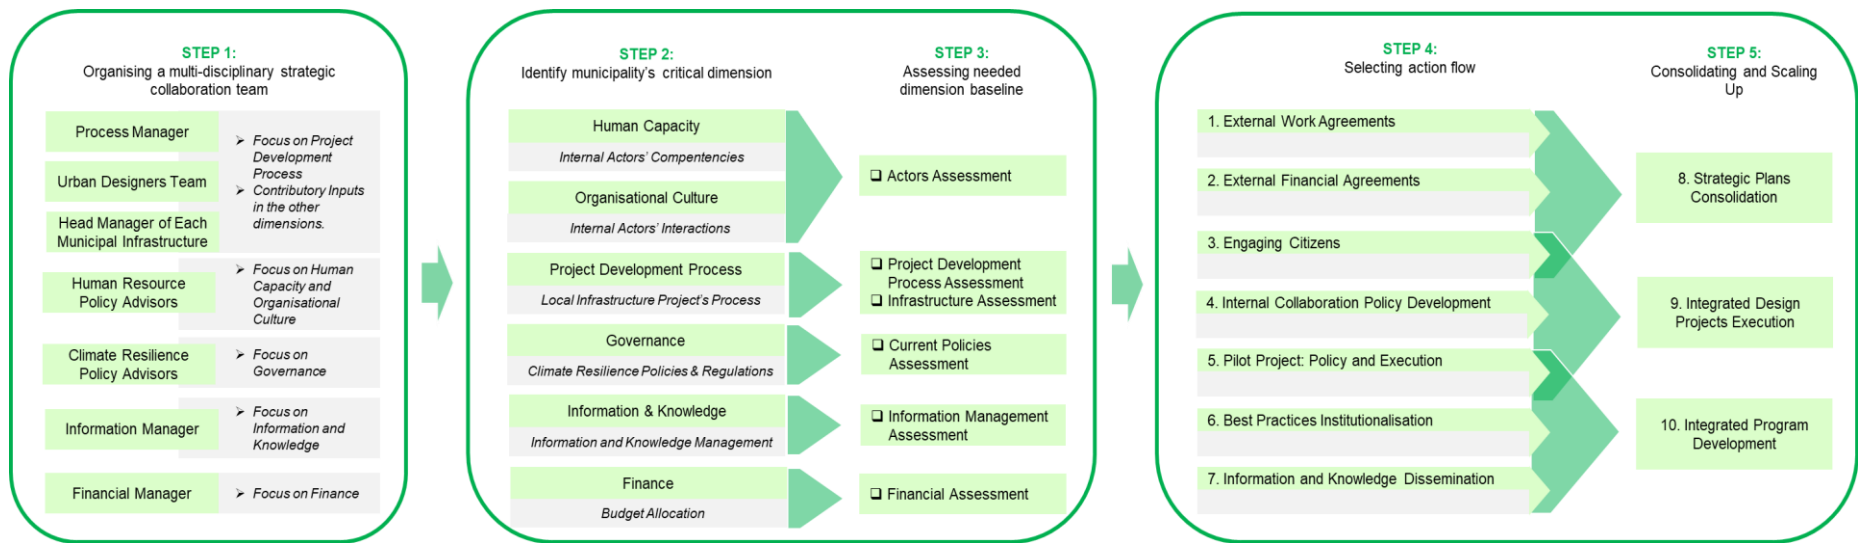 STEP 1:
Organising a multi-disciplinary strategic
collaboration team
Process Manager
Urban Designers Team
Head Manager of Each
Municipal Infrastructure
➢ Focus on Project
Development
Process
➢ Contributory Inputs
in the other
dimensions.
Human Resource
Policy Advisors
➢ Focus on Human
Capacity and
Organisational
Culture
Climate Resilience
Policy Advisors
➢ Focus on
Governance
Information Manager
➢ Focus on
Information and
Knowledge
Financial Manager
➢ Focus on Finance
STEP 2:
Identify municipality's critical dimension
Human Capacity
Internal Actors' Compentencies
Organisational Culture
Internal Actors' Interactions
Project Development Process
Local Infrastructure Project's Process
Governance
Climate Resilience Policies & Regulations
Information & Knowledge
Information and Knowledge Management
Finance
Budget Allocation
STEP 3:
Assessing needed
dimension baseline
❑ Actors Assessment
❑ Project Development
Process Assessment
❑ Infrastructure Assessment
❑ Current Policies
Assessment
❑ Information Management
Assessment
❑ Financial Assessment
STEP 4:
Selecting action flow
1. External Work Agreements
2. External Financial Agreements
3. Engaging Citizens
4. Internal Collaboration Policy Development
5. Pilot Project: Policy and Execution
6. Best Practices Institutionalisation
7. Information and Knowledge Dissemination
STEP 5:
Consolidating and Scaling
Up
8. Strategic Plans
Consolidation
9. Integrated Design
Projects Execution
10. Integrated Program
Development